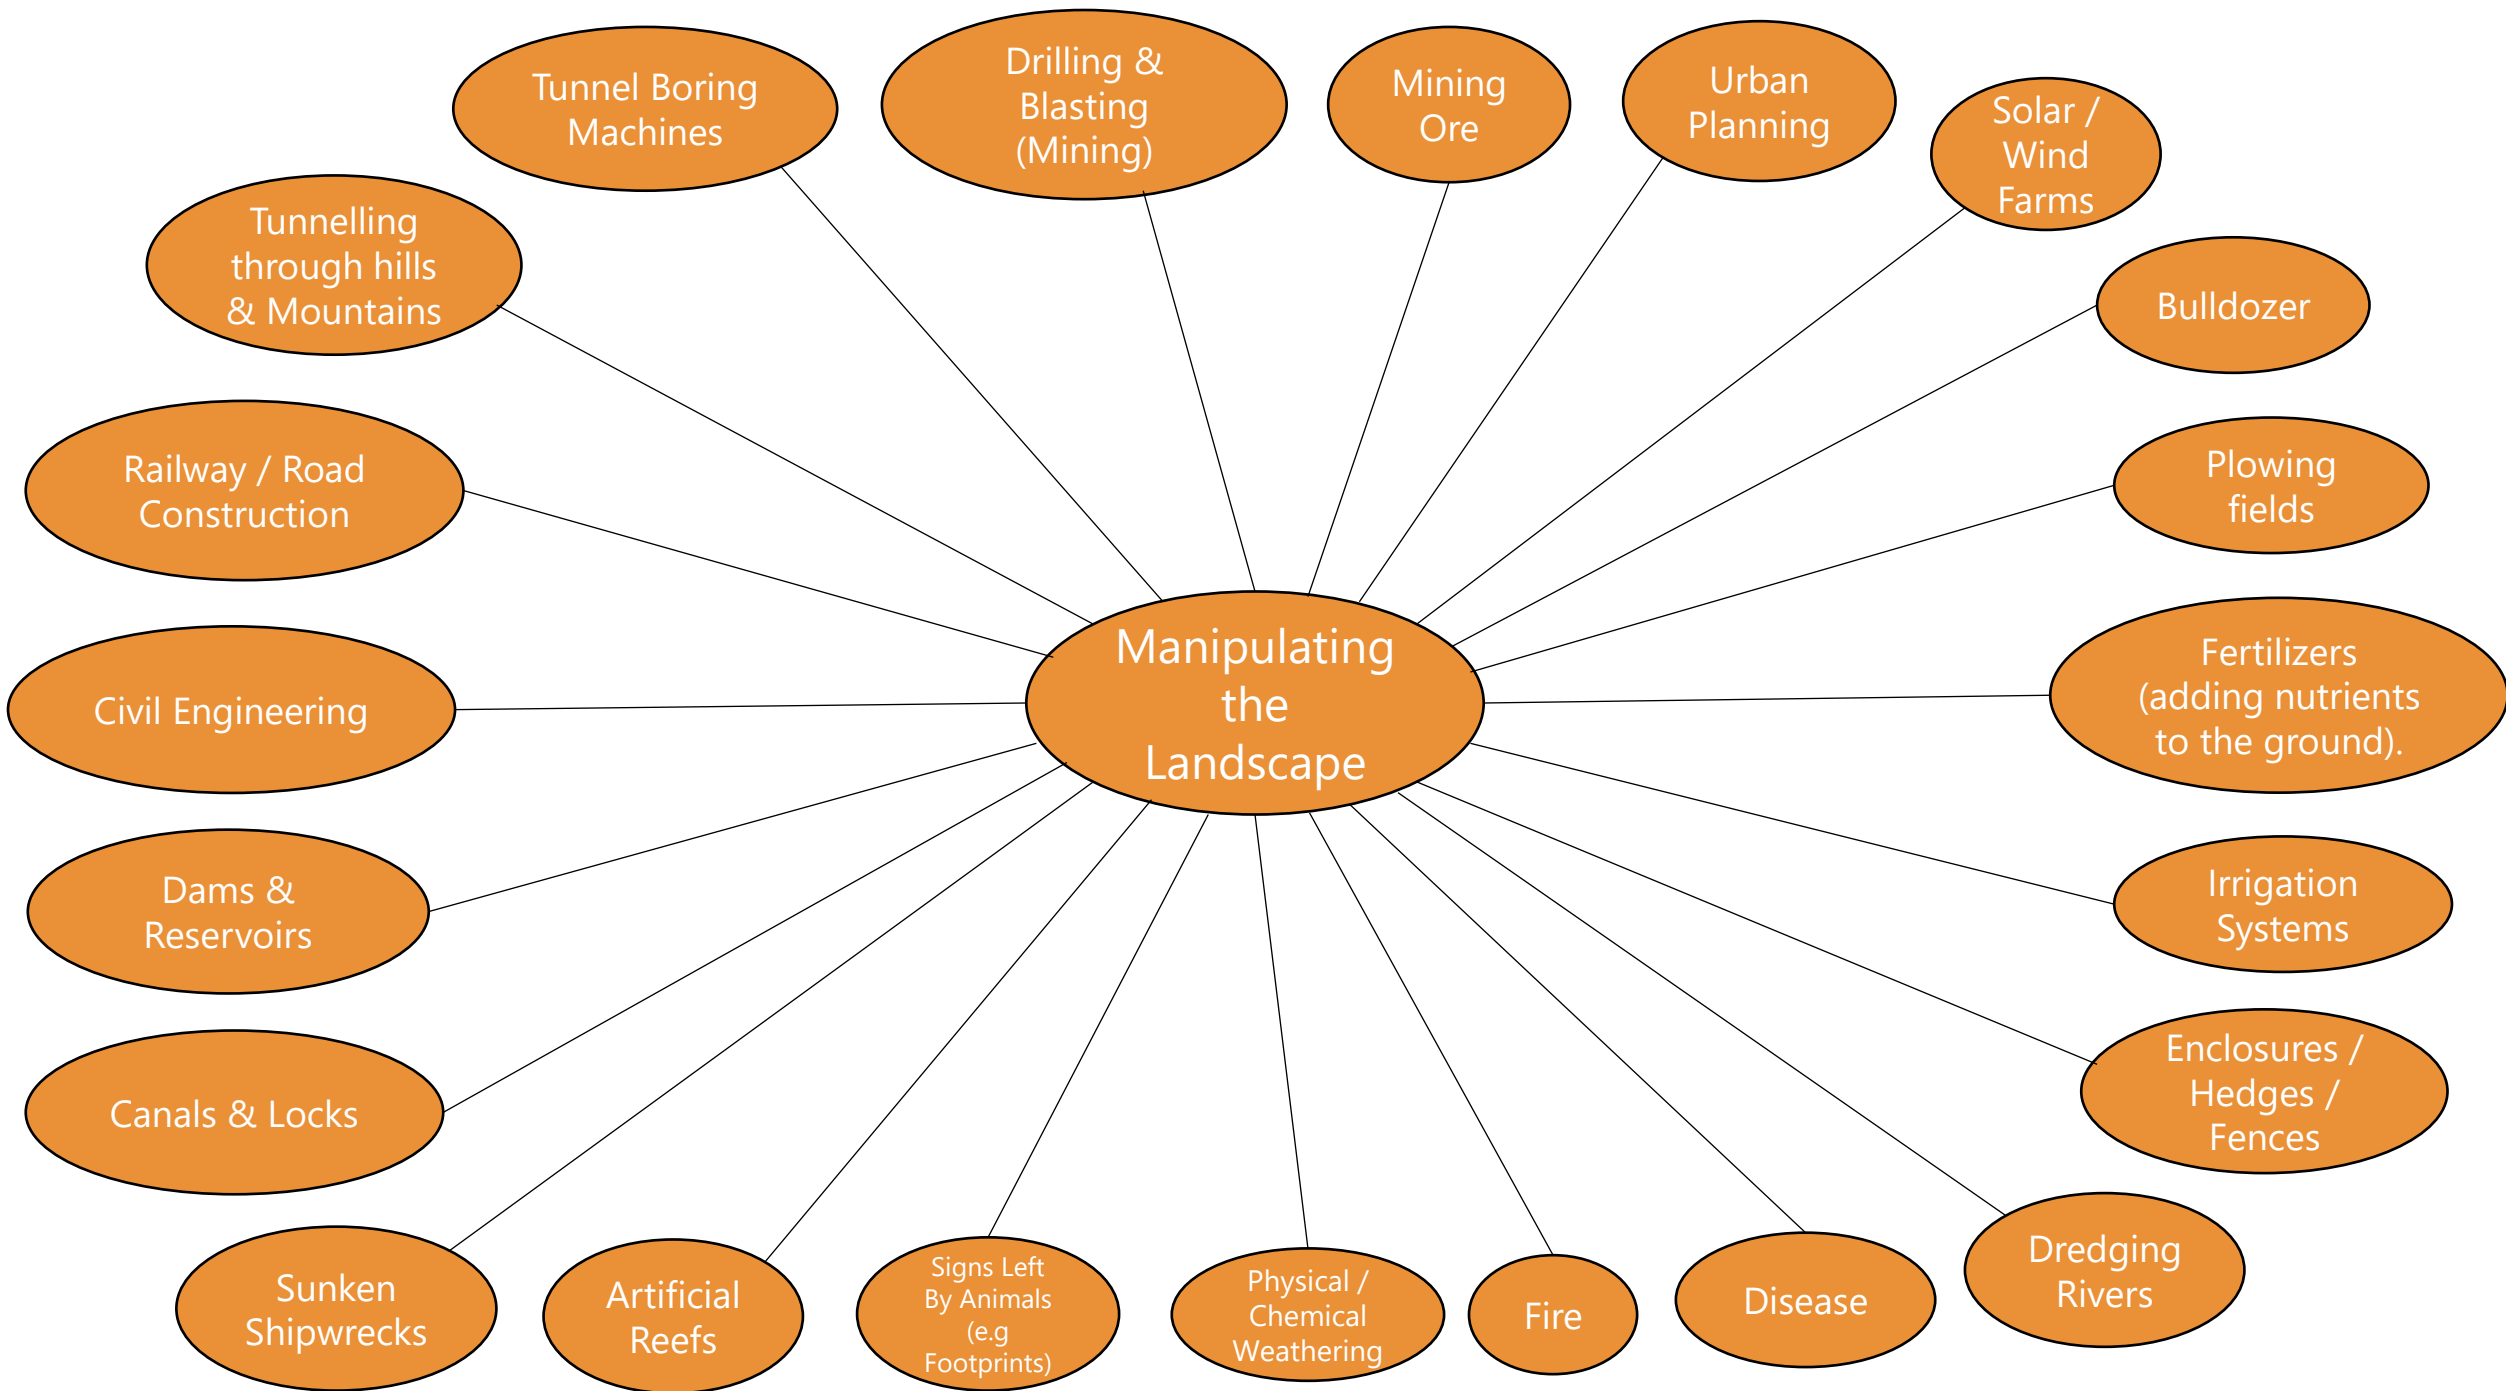 Tunnel Boring
Machines
Drilling &
Blasting
(Mining)
Mining
Ore
Urban
Planning
Solar /
Wind
Farms
Tunnelling
through hills
& Mountains
Bulldozer
Railway / Road
Construction
Plowing
fields
Manipulating
the
Landscape
Civil Engineering
Fertilizers
(adding nutrients
to the ground).
Dams &
Reservoirs
Irrigation
Systems
Canals & Locks
Enclosures /
Hedges /
Fences
Sunken
Shipwrecks
Artificial
Reefs
Signs Left
By Animals
(e.g
Footprints)
Physical /
Chemical
Weathering
Fire
Disease
Dredging
Rivers